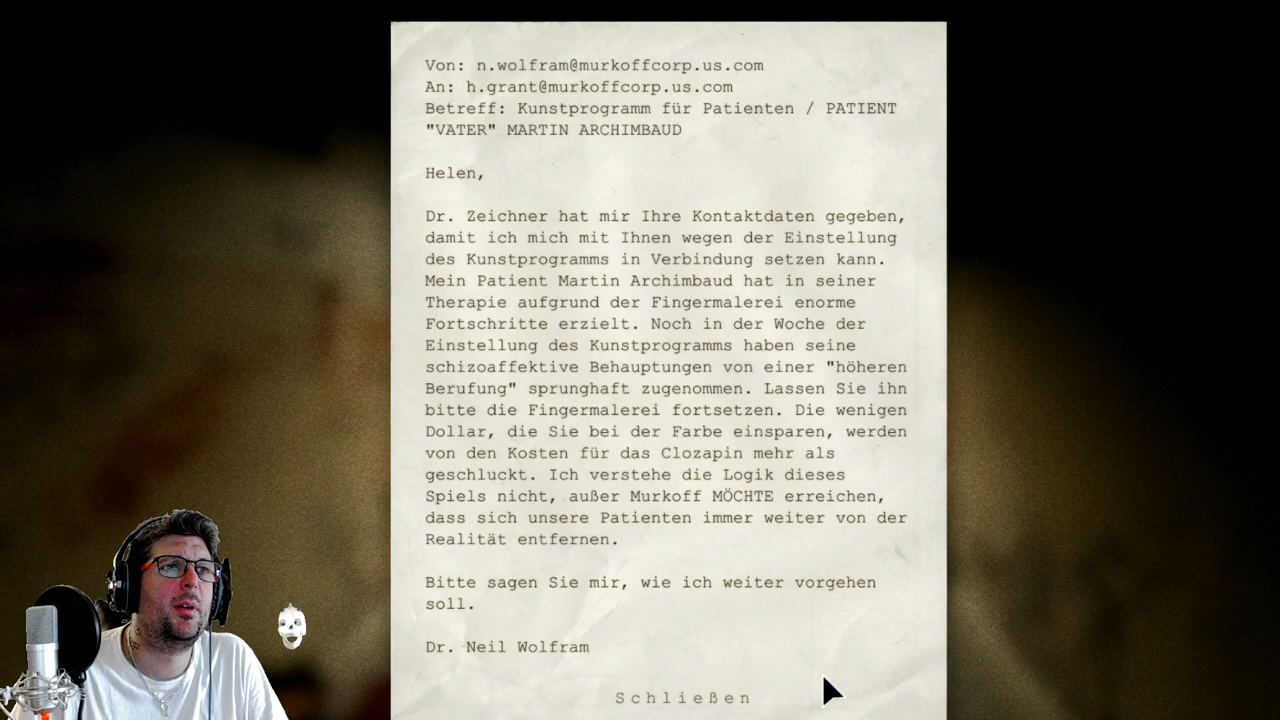 Von: n.wolfram@murkoffcorp.us.com
An: h.grant@murkoffcorp.us.com
Betreff: Kunstprogramm für Patienten / PATIENT
"VATER" MARTIN ARCHIMBAUD
Helen,
Dr. Zeichner hat mir Ihre Kontaktdaten gegeben,
damit ich mich mit Ihnen wegen der Einstellung
des Kunstprogramms in Verbindung setzen kann.
Mein Patient Martin Archimbaud hat in seiner
Therapie aufgrund der Fingermalerei enorme
Fortschritte erzielt. Noch in der Woche der
Einstellung des Kunstprogramms haben seine
schizoaffektive Behauptungen von einer "höheren
Berufung" sprunghaft zugenommen. Lassen Sie ihn
bitte die Fingermalerei fortsetzen. Die wenigen
Dollar, die Sie bei der Farbe einsparen, werden
von den Kosten für das Clozapin mehr als
geschluckt. Ich verstehe die Logik dieses
Spiels nicht, außer Murkoff MÖCHTE erreichen,
dass sich unsere Patienten immer weiter von der
Realität entfernen.
Bitte sagen Sie mir, wie ich weiter vorgehen
soll.
Dr. Neil Wolfram
Schließen